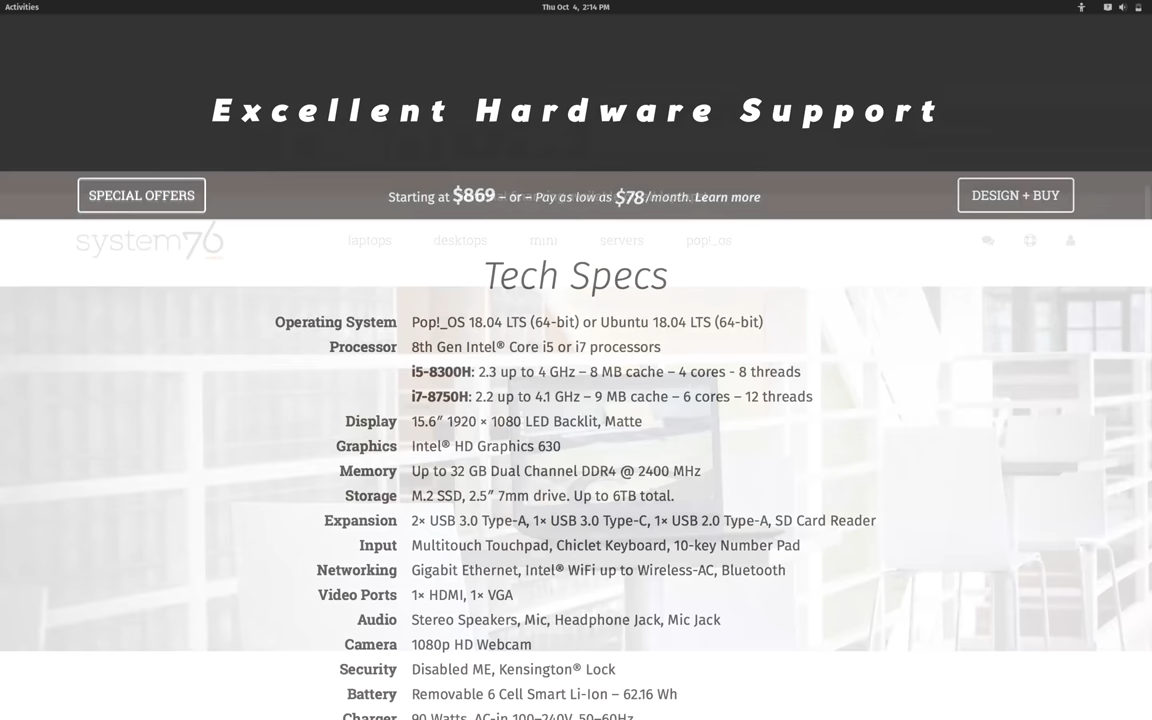 Activities
Thu Oct 4, 2:14 PM
Excellent Hardware Support
SPECIAL OFFERS
Starting at $869 – or – Pay as low as $78/month. Learn more
DESIGN + BUY
system76
laptops desktops mini servers pop!_os
Tech Specs
Operating System Pop!_OS 18.04 LTS (64-bit) or Ubuntu 18.04 LTS (64-bit)
Processor 8th Gen Intel® Core i5 or i7 processors
i5-8300H: 2.3 up to 4 GHz – 8 MB cache – 4 cores - 8 threads
i7-8750H: 2.2 up to 4.1 GHz – 9 MB cache – 6 cores – 12 threads
Display 15.6″ 1920 × 1080 LED Backlit, Matte
Graphics Intel® HD Graphics 630
Memory Up to 32 GB Dual Channel DDR4 @ 2400 MHz
Storage M.2 SSD, 2.5″ 7mm drive. Up to 6TB total.
Expansion 2× USB 3.0 Type-A, 1× USB 3.0 Type-C, 1× USB 2.0 Type-A, SD Card Reader
Input Multitouch Touchpad, Chiclet Keyboard, 10-key Number Pad
Networking Gigabit Ethernet, Intel® WiFi up to Wireless-AC, Bluetooth
Video Ports 1× HDMI, 1× VGA
Audio Stereo Speakers, Mic, Headphone Jack, Mic Jack
Camera 1080p HD Webcam
Security Disabled ME, Kensington® Lock
Battery Removable 6 Cell Smart Li-Ion – 62.16 Wh
Charger 90 Watts, AC-in 100–240V, 50–60Hz